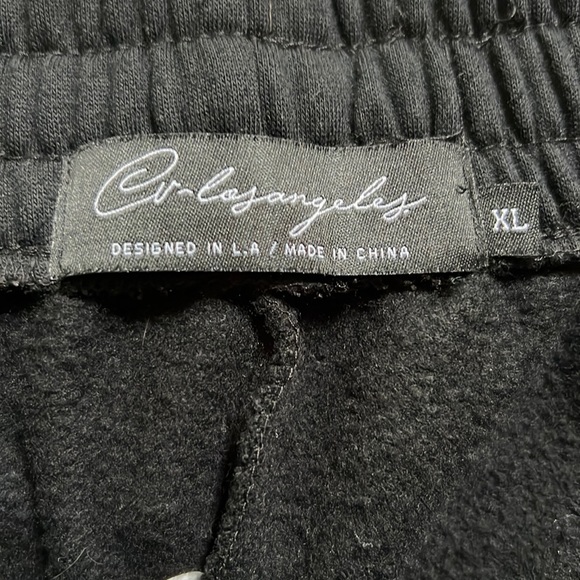 Cv-losangeles
XL
DESIGNED IN L.A / MADE IN CHINA